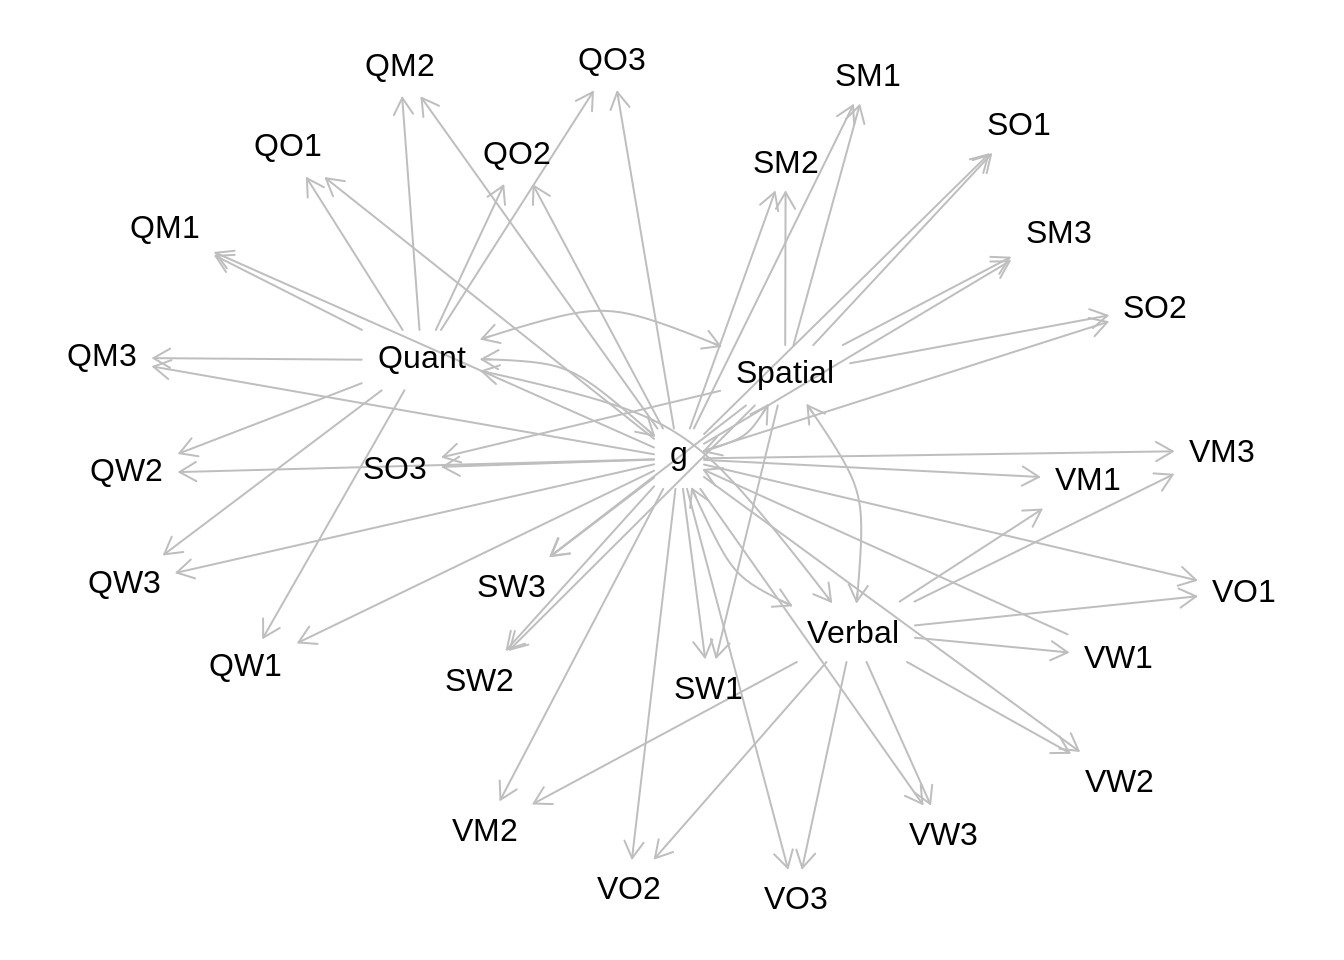 QO3
QM2
SM1
SO1
QO1
QO2
SM2
QM1
SM3
SO2
QM3
Quant
Spatial
VM3
g
QW2
SO3
VM1
QW3
SW3
VO1
Verbal
QW1
VW1
SW2
SW1
VW2
VM2
VW3
VO2
VO3